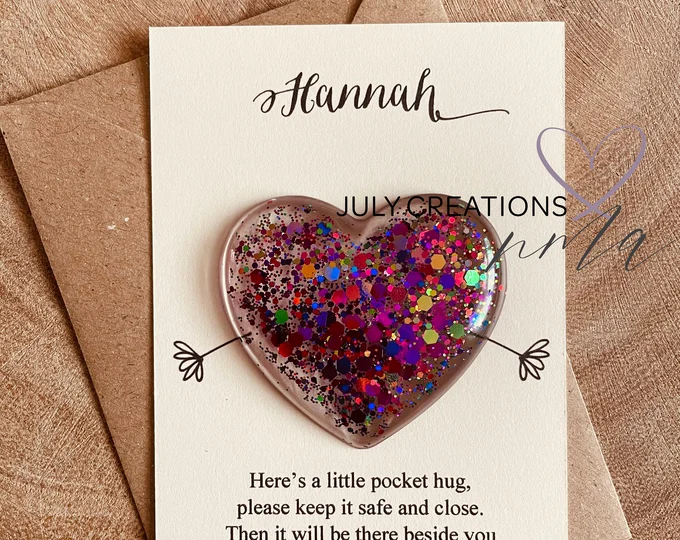 Hannah
JULY CREATIONS
nma
Here's a little pocket hug,
please keep it safe and close.
Then it will be there beside you